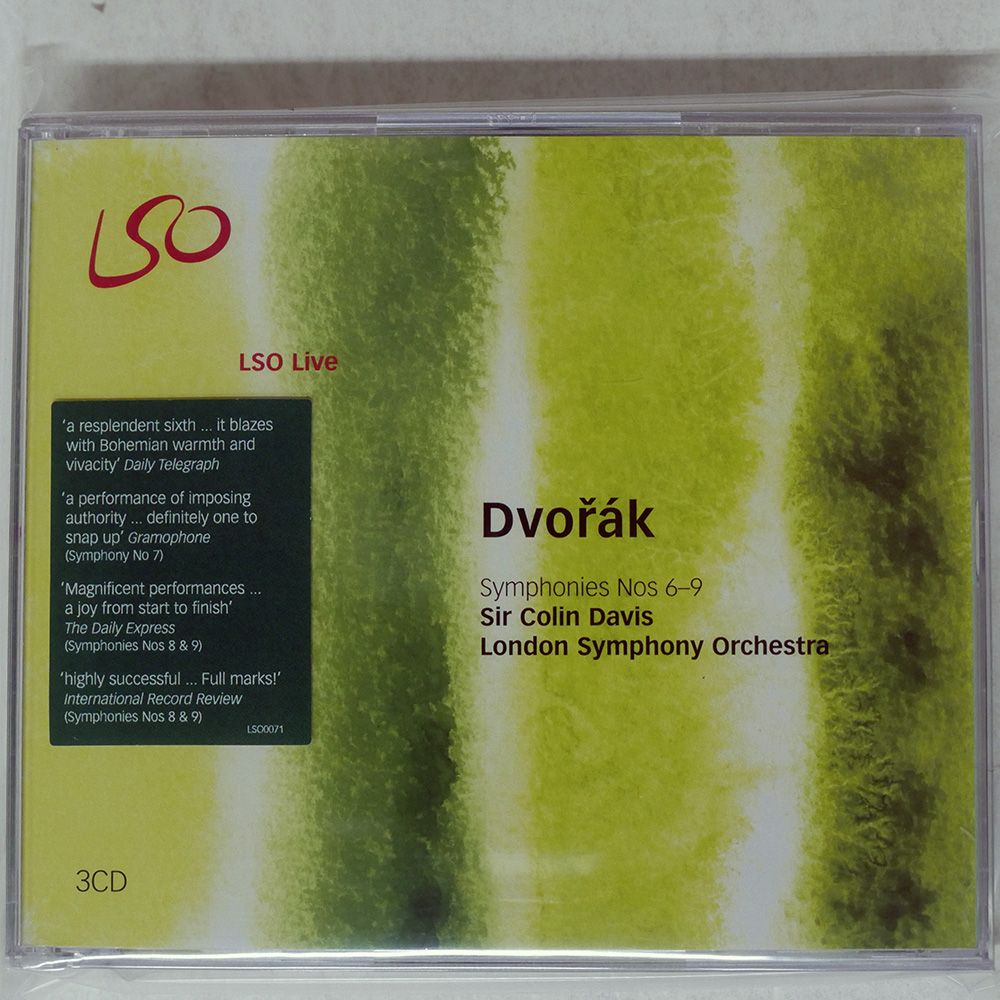 LSO
LSO Live
‘a resplendent sixth ... it blazes
with Bohemian warmth and
vivacity’ Daily Telegraph
‘a performance of imposing
authority ... definitely one to
snap up’ Gramophone
(Symphony No 7)
‘Magnificent performances ...
a joy from start to finish’
The Daily Express
(Symphonies Nos 8 & 9)
‘highly successful ... Full marks!’
International Record Review
(Symphonies Nos 8 & 9)
LSO0071
Dvořák
Symphonies Nos 6–9
Sir Colin Davis
London Symphony Orchestra
3CD